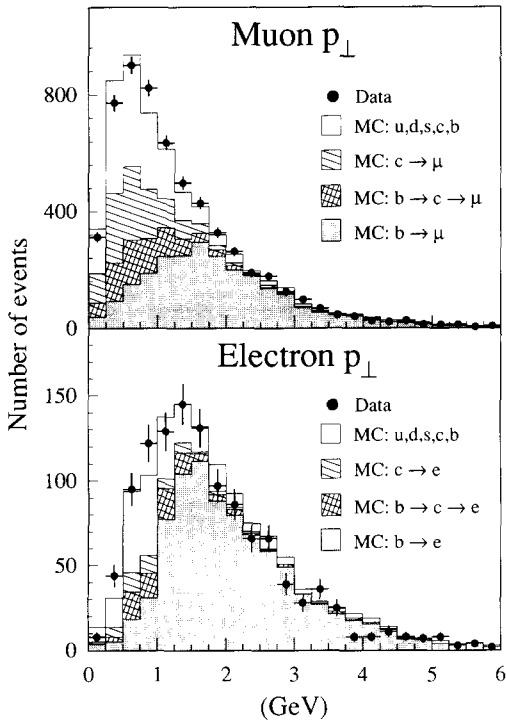 Muon p⊥
800
400
0
Data
MC: u,d,s,c,b
MC: c → μ
MC: b → c → μ
MC: b → μ
Number of events
Electron p⊥
150
100
50
0
Data
MC: u,d,s,c,b
MC: c → e
MC: b → c → e
MC: b → e
0 1 2 3 4 5 6
(GeV)